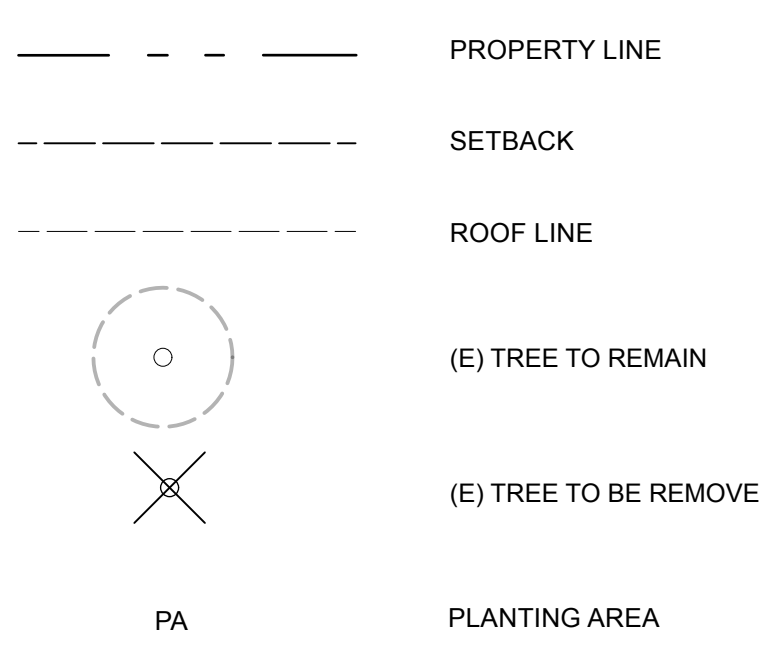 PROPERTY LINE
SETBACK
ROOF LINE
(E) TREE TO REMAIN
(E) TREE TO BE REMOVE
PA PLANTING AREA